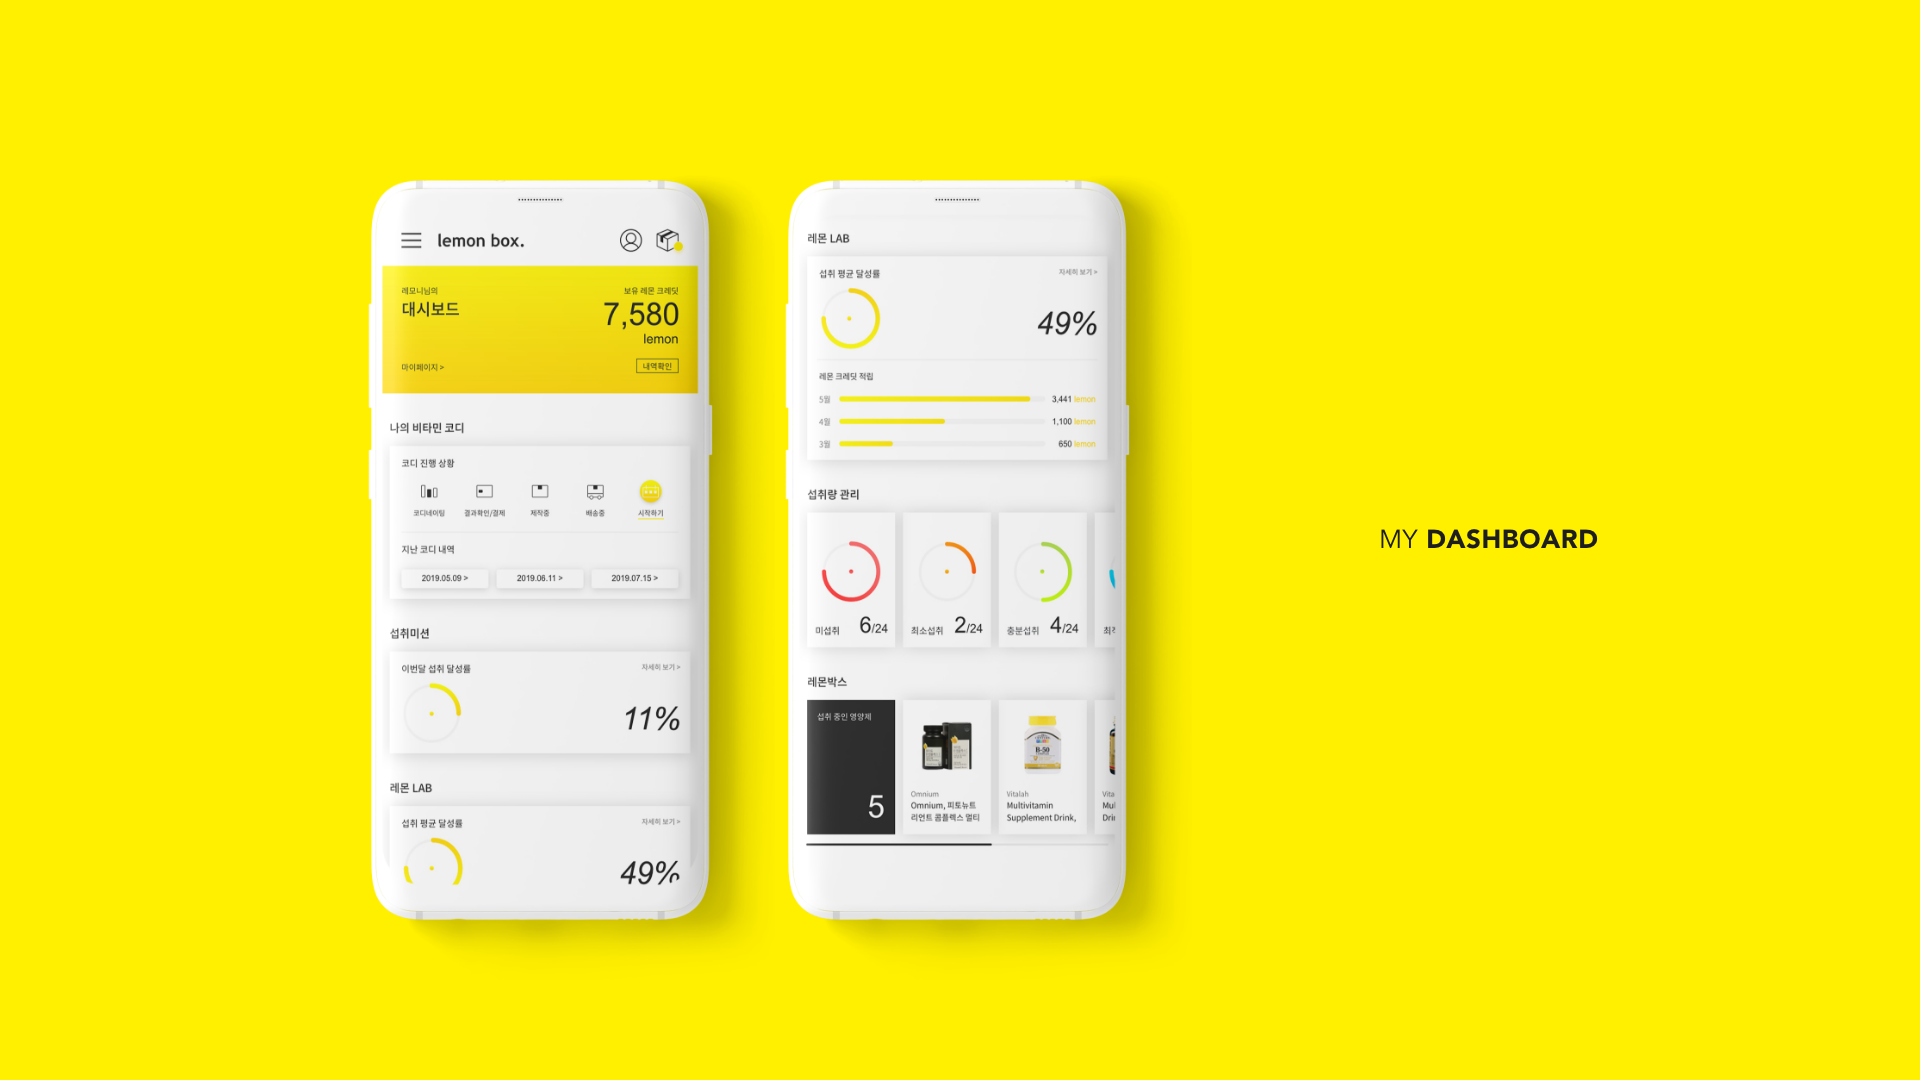 lemon box.
레모니님의
대시보드
보유 레몬 크레딧
7,580
lemon
마이페이지 >
내역확인
나의 비타민 코디
코디 진행 상황
코디네이팅
결과확인/결제
제작중
배송중
시작하기
지난 코디 내역
2019.05.09 >
2019.06.11 >
2019.07.15 >
섭취미션
이번달 섭취 달성률
자세히 보기 >
11%
레몬 LAB
섭취 평균 달성률
자세히 보기 >
49%
레몬 LAB
섭취 평균 달성률
자세히 보기 >
49%
레몬 크레딧 적립
5월
3,441 lemon
4월
1,100 lemon
3월
650 lemon
섭취량 관리
미섭취
6/24
최소섭취
2/24
충분섭취
4/24
레몬박스
섭취 중인 영양제
5
Omnium
Omnium, 피토뉴트
리언트 콤플렉스 멀티
B-50
Vitalah
Multivitamin
Supplement Drink,
MY DASHBOARD